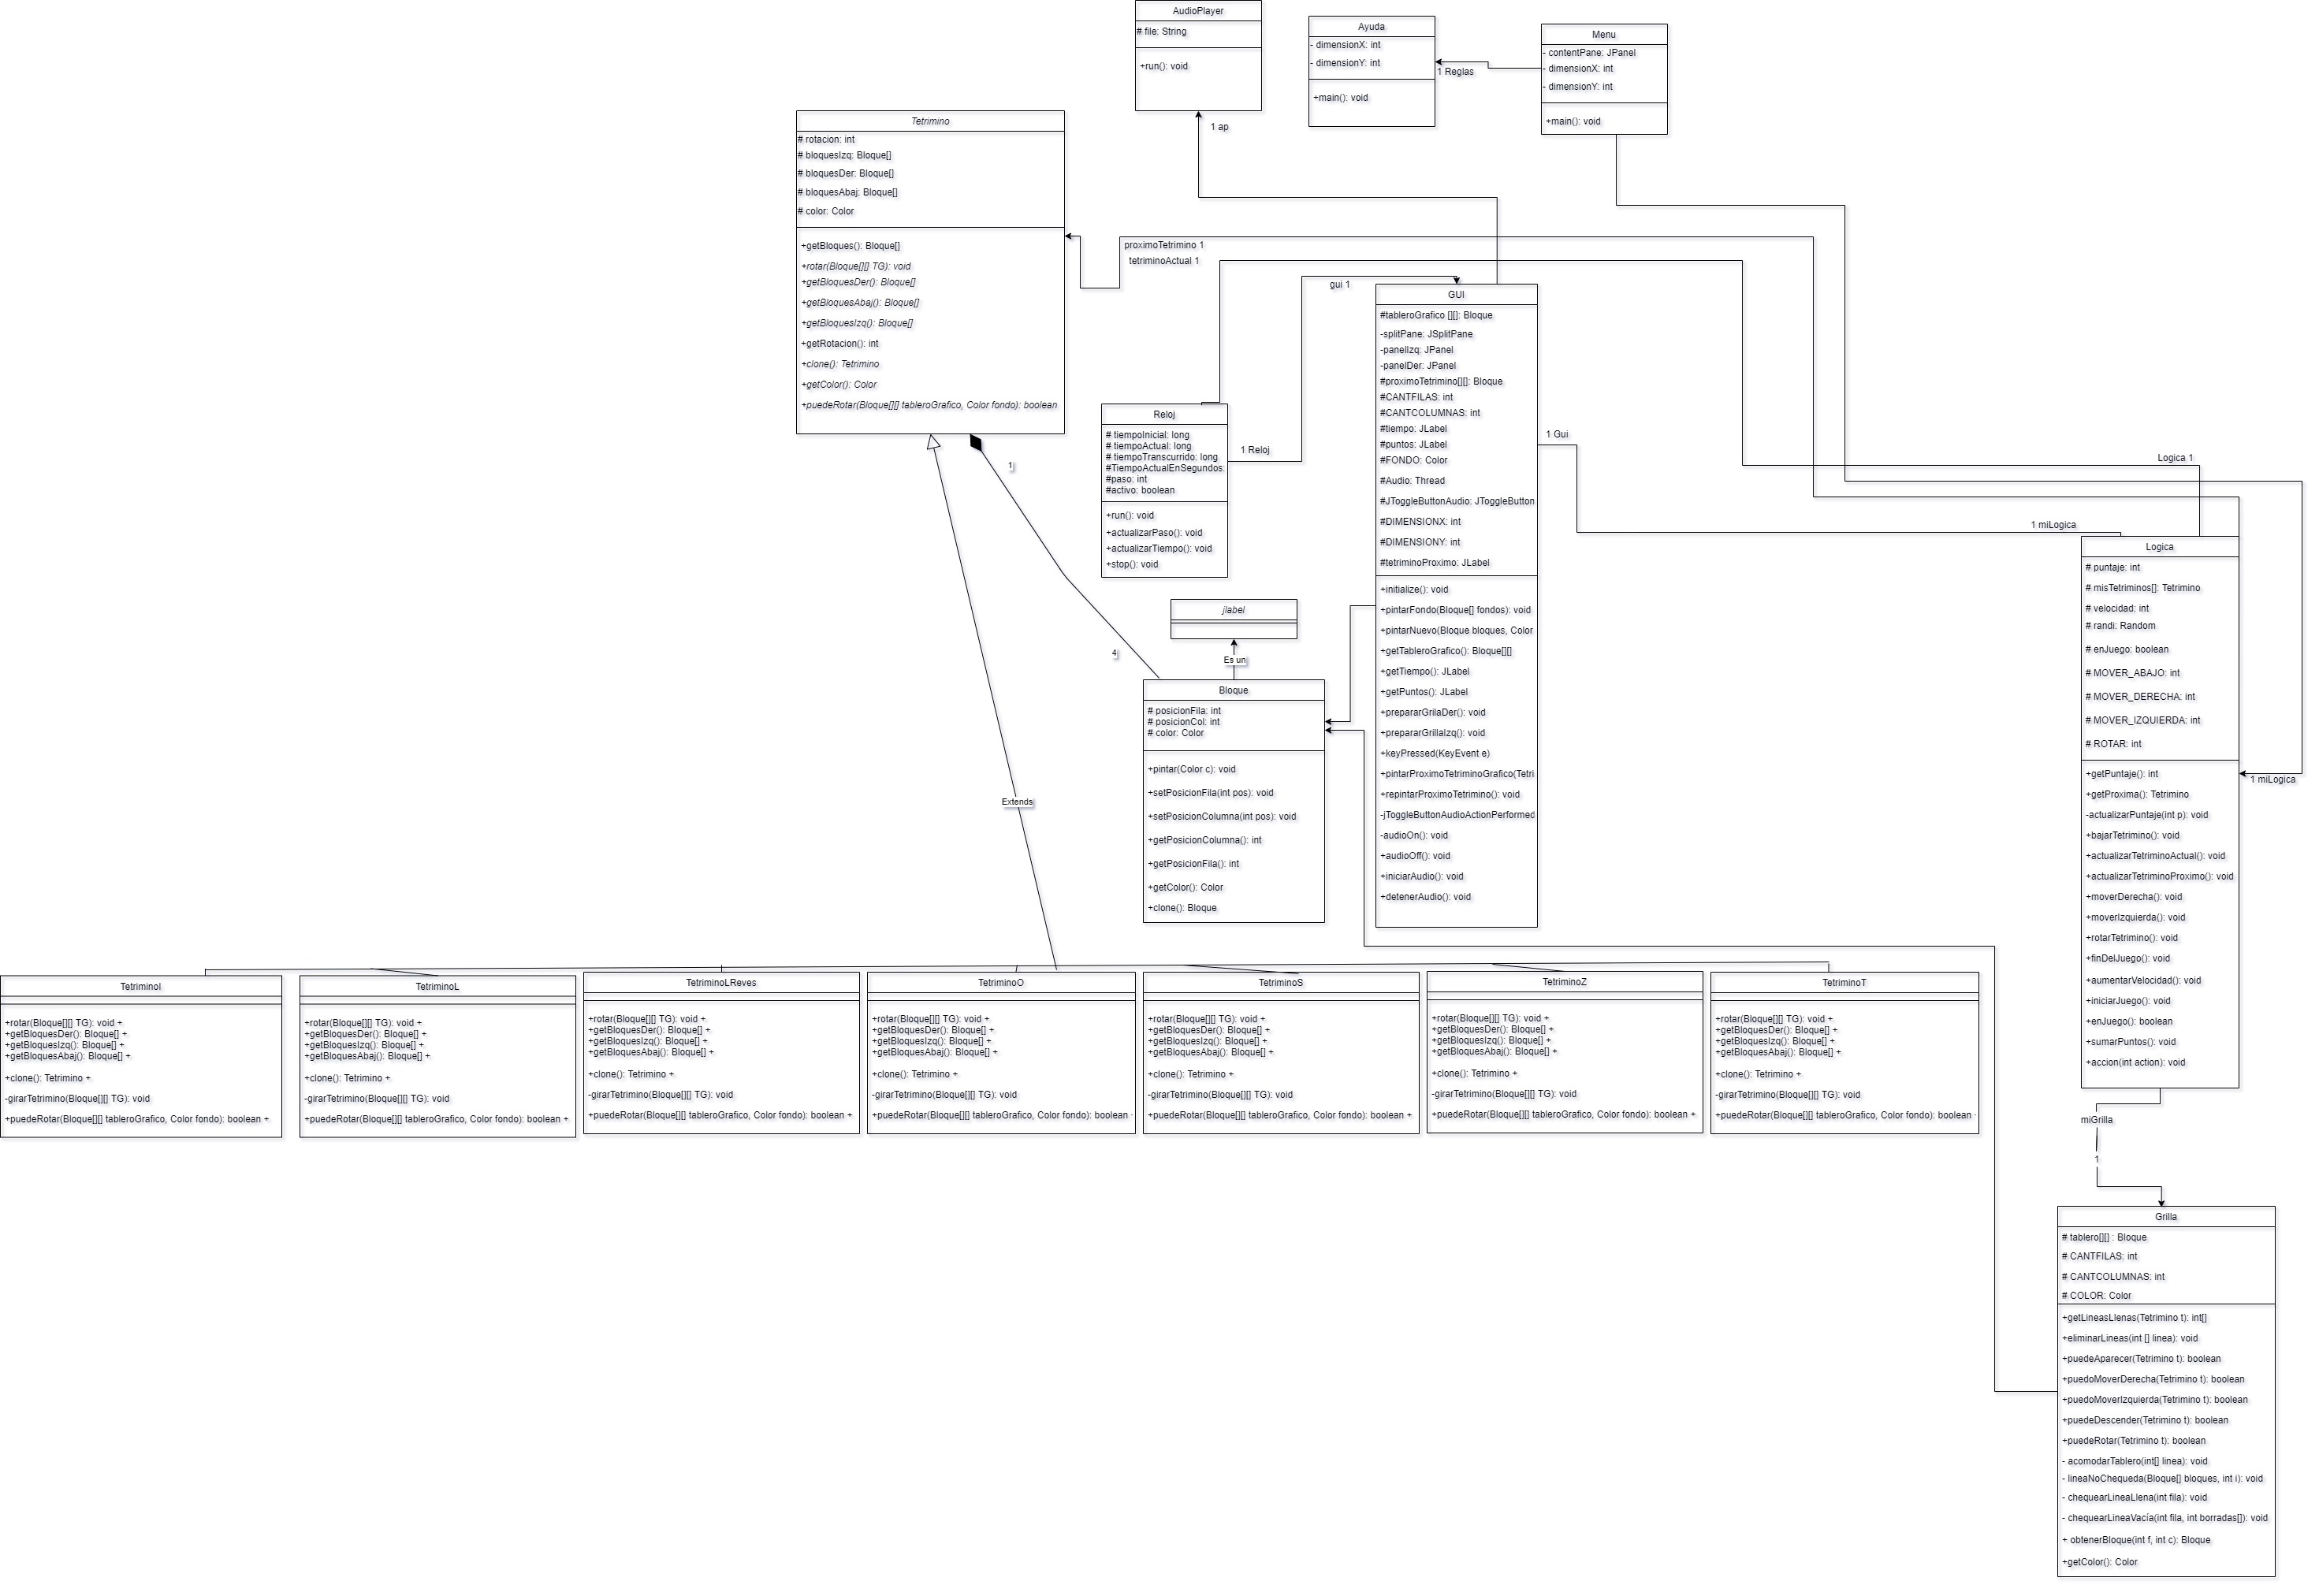 AudioPlayer
# file: String
+run(): void
Ayuda
- dimensionX: int
- dimensionY: int
+main(): void
1 Reglas
Menu
- contentPane: JPanel
- dimensionX: int
- dimensionY: int
+main(): void
1 ap
Tetrimino
# rotacion: int
# bloquesIzq: Bloque[]
# bloquesDer: Bloque[]
# bloquesAbaj: Bloque[]
# color: Color
+getBloques(): Bloque[]
+rotar(Bloque[][] TG): void
+getBloquesDer(): Bloque[]
+getBloquesAbaj(): Bloque[]
+getBloquesIzq(): Bloque[]
+getRotacion(): int
+clone(): Tetrimino
+getColor(): Color
+puedeRotar(Bloque[][] tableroGrafico, Color fondo): boolean
proximoTetrimino 1
tetriminoActual 1
gui 1
Reloj
# tiempoInicial: long
# tiempoActual: long
# tiempoTranscurrido: long
#TiempoActualEnSegundos:
#paso: int
#activo: boolean
+run(): void
+actualizarPaso(): void
+actualizarTiempo(): void
+stop(): void
1 Reloj
GUI
#tableroGrafico [][]: Bloque
-splitPane: JSplitPane
-panelIzq: JPanel
-panelDer: JPanel
#proximoTetrimino[][]: Bloque
#CANTFILAS: int
#CANTCOLUMNAS: int
#tiempo: JLabel
#puntos: JLabel
#FONDO: Color
#Audio: Thread
#JToggleButtonAudio: JToggleButton
#DIMENSIONX: int
#DIMENSIONY: int
#tetriminoProximo: JLabel
+initialize(): void
+pintarFondo(Bloque[] fondos): void
+pintarNuevo(Bloque bloques, Color
+getTableroGrafico(): Bloque[][]
+getTiempo(): JLabel
+getPuntos(): JLabel
+prepararGrilaDer(): void
+prepararGrillaIzq(): void
+keyPressed(KeyEvent e)
+pintarProximoTetriminoGrafico(Tetri
+repintarProximoTetrimino(): void
-jToggleButtonAudioActionPerformed
-audioOn(): void
+audioOff(): void
+iniciarAudio(): void
+detenerAudio(): void
1 Gui
Logica 1
1 miLogica
Logica
# puntaje: int
# misTetriminos[]: Tetrimino
# velocidad: int
# randi: Random
# enJuego: boolean
# MOVER_ABAJO: int
# MOVER_DERECHA: int
# MOVER_IZQUIERDA: int
# ROTAR: int
+getPuntaje(): int
+getProxima(): Tetrimino
-actualizarPuntaje(int p): void
+bajarTetrimino(): void
+actualizarTetriminoActual(): void
+actualizarTetriminoProximo(): void
+moverDerecha(): void
+moverIzquierda(): void
+rotarTetrimino(): void
+finDelJuego(): void
+aumentarVelocidad(): void
+iniciarJuego(): void
+enJuego(): boolean
+sumarPuntos(): void
+accion(int action): void
1 miLogica
1
4
jlabel
Es un
Bloque
# posicionFila: int
# posicionCol: int
# color: Color
+pintar(Color c): void
+setPosicionFila(int pos): void
+setPosicionColumna(int pos): void
+getPosicionColumna(): int
+getPosicionFila(): int
+getColor(): Color
+clone(): Bloque
Extends
TetriminoI
+rotar(Bloque[][] TG): void +
+getBloquesDer(): Bloque[] +
+getBloquesIzq(): Bloque[] +
+getBloquesAbaj(): Bloque[] +
+clone(): Tetrimino +
-girarTetrimino(Bloque[][] TG): void
+puedeRotar(Bloque[][] tableroGrafico, Color fondo): boolean +
TetriminoL
+rotar(Bloque[][] TG): void +
+getBloquesDer(): Bloque[] +
+getBloquesIzq(): Bloque[] +
+getBloquesAbaj(): Bloque[] +
+clone(): Tetrimino +
-girarTetrimino(Bloque[][] TG): void
+puedeRotar(Bloque[][] tableroGrafico, Color fondo): boolean +
TetriminoLReves
+rotar(Bloque[][] TG): void +
+getBloquesDer(): Bloque[] +
+getBloquesIzq(): Bloque[] +
+getBloquesAbaj(): Bloque[] +
+clone(): Tetrimino +
-girarTetrimino(Bloque[][] TG): void
+puedeRotar(Bloque[][] tableroGrafico, Color fondo): boolean +
TetriminoO
+rotar(Bloque[][] TG): void +
+getBloquesDer(): Bloque[] +
+getBloquesIzq(): Bloque[] +
+getBloquesAbaj(): Bloque[] +
+clone(): Tetrimino +
-girarTetrimino(Bloque[][] TG): void
+puedeRotar(Bloque[][] tableroGrafico, Color fondo): boolean
TetriminoS
+rotar(Bloque[][] TG): void +
+getBloquesDer(): Bloque[] +
+getBloquesIzq(): Bloque[] +
+getBloquesAbaj(): Bloque[] +
+clone(): Tetrimino +
-girarTetrimino(Bloque[][] TG): void
+puedeRotar(Bloque[][] tableroGrafico, Color fondo): boolean +
TetriminoZ
+rotar(Bloque[][] TG): void +
+getBloquesDer(): Bloque[] +
+getBloquesIzq(): Bloque[] +
+getBloquesAbaj(): Bloque[] +
+clone(): Tetrimino +
-girarTetrimino(Bloque[][] TG): void
+puedeRotar(Bloque[][] tableroGrafico, Color fondo): boolean +
TetriminoT
+rotar(Bloque[][] TG): void +
+getBloquesDer(): Bloque[] +
+getBloquesIzq(): Bloque[] +
+getBloquesAbaj(): Bloque[] +
+clone(): Tetrimino +
-girarTetrimino(Bloque[][] TG): void
+puedeRotar(Bloque[][] tableroGrafico, Color fondo): boolean
miGrilla
1
Grilla
# tablero[][] : Bloque
# CANTFILAS: int
# CANTCOLUMNAS: int
# COLOR: Color
+getLineasLlenas(Tetrimino t): int[]
+eliminarLineas(int [] linea): void
+puedeAparecer(Tetrimino t): boolean
+puedoMoverDerecha(Tetrimino t): boolean
+puedoMoverIzquierda(Tetrimino t): boolean
+puedeDescender(Tetrimino t): boolean
+puedeRotar(Tetrimino t): boolean
- acomodarTablero(int[] linea): void
- lineaNoChequeda(Bloque[] bloques, int i): void
- chequearLineaLlena(int fila): void
- chequearLineaVacía(int fila, int borradas[]): void
+ obtenerBloque(int f, int c): Bloque
+getColor(): Color